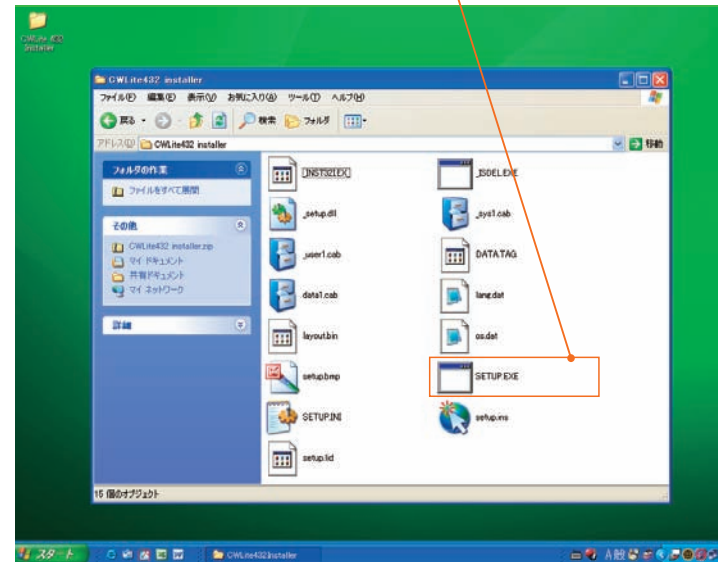 CWLite432
installer
CWLite432 installer
ファイル(F) 編集(E) 表示(V) お気に入り(A) ツール(T) ヘルプ(H)
戻る 検索 フォルダ
アドレス(D) CWLite432 installer 移動
フォルダの作業
ファイルをすべて展開
その他
CWLite432 installer.zip
マイ ドキュメント
共有ドキュメント
マイ ネットワーク
詳細
_INST32I.EX_ _ISDEL.EXE
_setup.dll _sys1.cab
_user1.cab DATA.TAG
data1.cab lang.dat
layout.bin os.dat
setup.bmp SETUP.EXE
SETUP.INI setup.ins
setup.lid
15 個のオブジェクト
スタート CWLite432 installer A 般